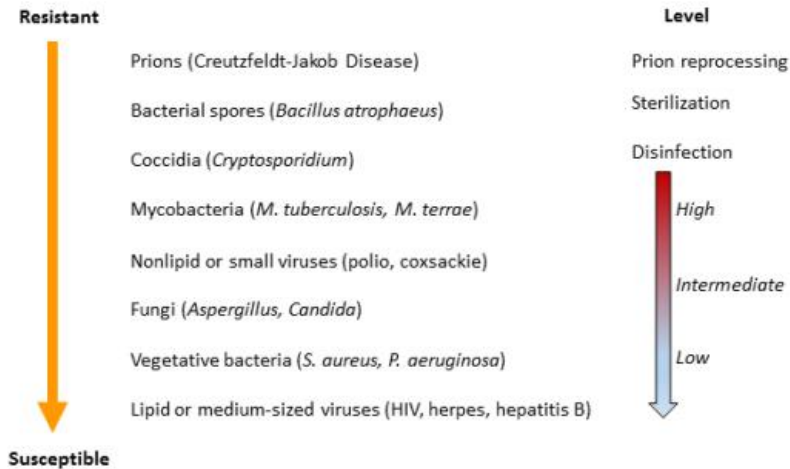 Resistant
Level
Prions (Creutzfeldt-Jakob Disease)
Prion reprocessing
Bacterial spores (Bacillus atrophaeus)
Sterilization
Coccidia (Cryptosporidium)
Disinfection
Mycobacteria (M. tuberculosis, M. terrae)
High
Nonlipid or small viruses (polio, coxsackie)
Intermediate
Fungi (Aspergillus, Candida)
Vegetative bacteria (S. aureus, P. aeruginosa)
Low
Lipid or medium-sized viruses (HIV, herpes, hepatitis B)
Susceptible